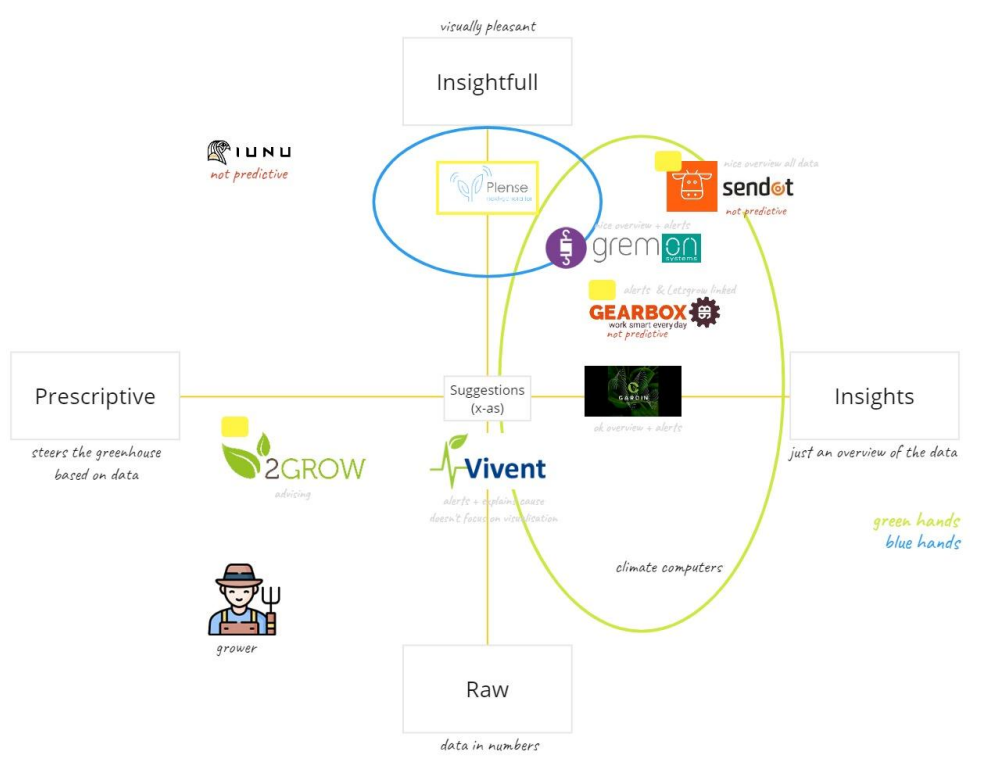 visually pleasant
Insightfull
IUNU
not predictive
Plense
nice overview all data
sendot
not predictive
nice overview + alerts
gremon
systems
alerts & Letsgrow linked
GEARBOX
work smart everyday
not predictive
Prescriptive
steers the greenhouse
based on data
Suggestions
(x-as)
GARDIN
ok overview + alerts
Insights
just an overview of the data
2GROW
advising
Vivent
alerts + explains cause
doesn't focus on visualisation
green hands
blue hands
climate computers
grower
Raw
data in numbers